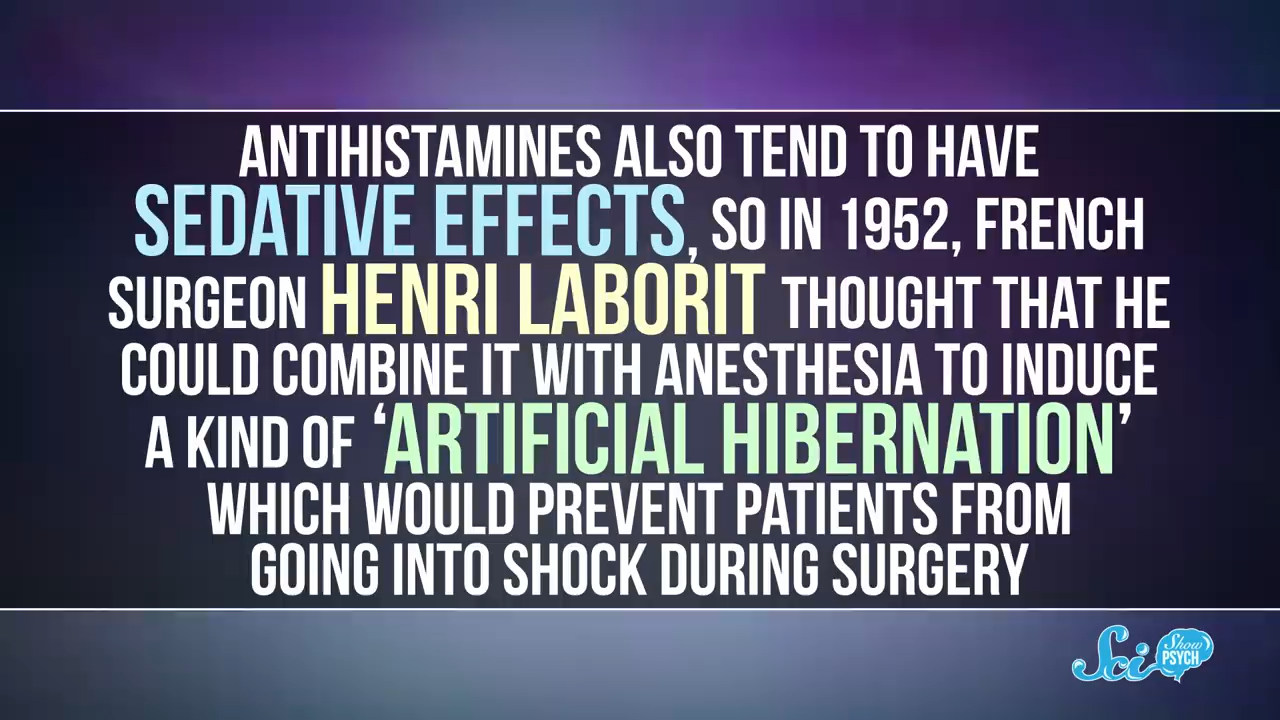 ANTIHISTAMINES ALSO TEND TO HAVE
SEDATIVE EFFECTS, SO IN 1952, FRENCH
SURGEON HENRI LABORIT THOUGHT THAT HE
COULD COMBINE IT WITH ANESTHESIA TO INDUCE
A KIND OF ‘ARTIFICIAL HIBERNATION’
WHICH WOULD PREVENT PATIENTS FROM
GOING INTO SHOCK DURING SURGERY
Sci Show
PSYCH